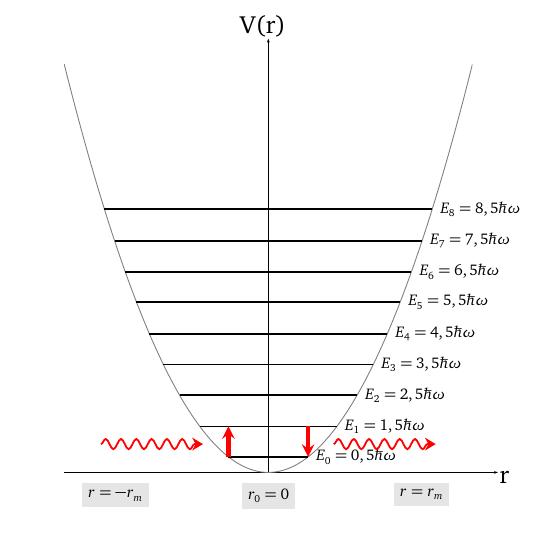 V(r)
E₈ = 8,5ℏω
E₇ = 7,5ℏω
E₆ = 6,5ℏω
E₅ = 5,5ℏω
E₄ = 4,5ℏω
E₃ = 3,5ℏω
E₂ = 2,5ℏω
E₁ = 1,5ℏω
E₀ = 0,5ℏω
r
r = −rₘ
r₀ = 0
r = rₘ